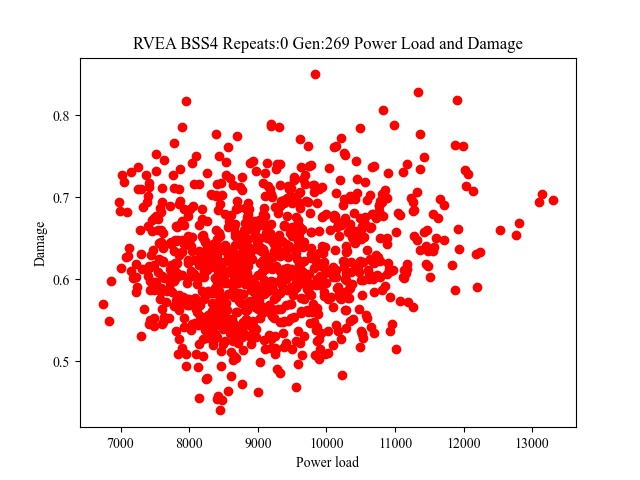 RVEA BSS4 Repeats:0 Gen:269 Power Load and Damage
0.8
0.7
0.6
0.5
Damage
7000 8000 9000 10000 11000 12000 13000
Power load